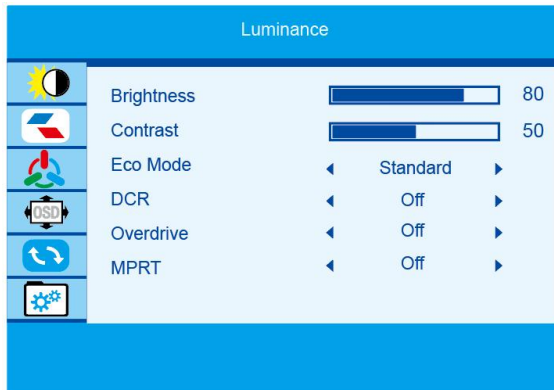 Luminance
Brightness 80
Contrast 50
Eco Mode Standard
DCR Off
Overdrive Off
MPRT Off
OSD